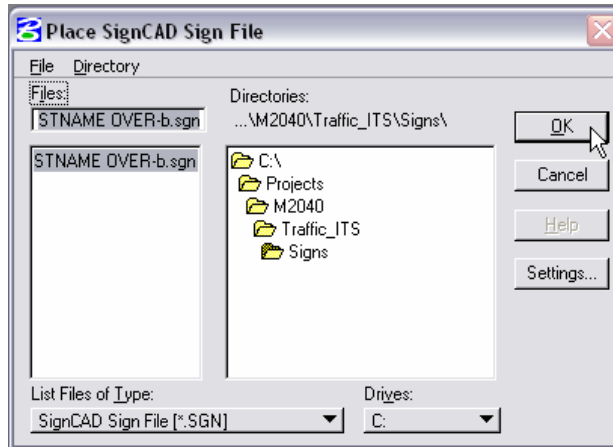 Place SignCAD Sign File
File Directory
Files:
STNAME OVER-b.sgn
STNAME OVER-b.sgn
Directories:
...\M2040\Traffic_ITS\Signs\
C:\
Projects
M2040
Traffic_ITS
Signs
OK
Cancel
Help
Settings...
List Files of Type:
SignCAD Sign File [*.SGN]
Drives:
C: